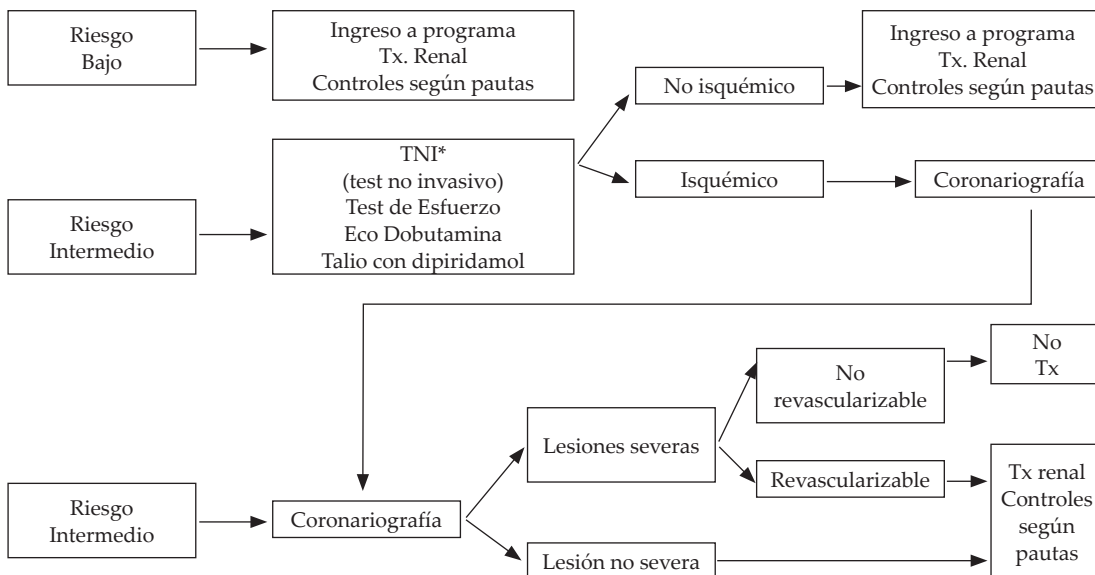 Riesgo
Bajo
Ingreso a programa
Tx. Renal
Controles según pautas
No isquémico
Ingreso a programa
Tx. Renal
Controles según pautas
Riesgo
Intermedio
TNI*
(test no invasivo)
Test de Esfuerzo
Eco Dobutamina
Talio con dipiridamol
Isquémico
Coronariografía
Riesgo
Intermedio
Coronariografía
Lesiones severas
No
revascularizable
No
Tx
Revascularizable
Lesión no severa
Tx renal
Controles
según
pautas